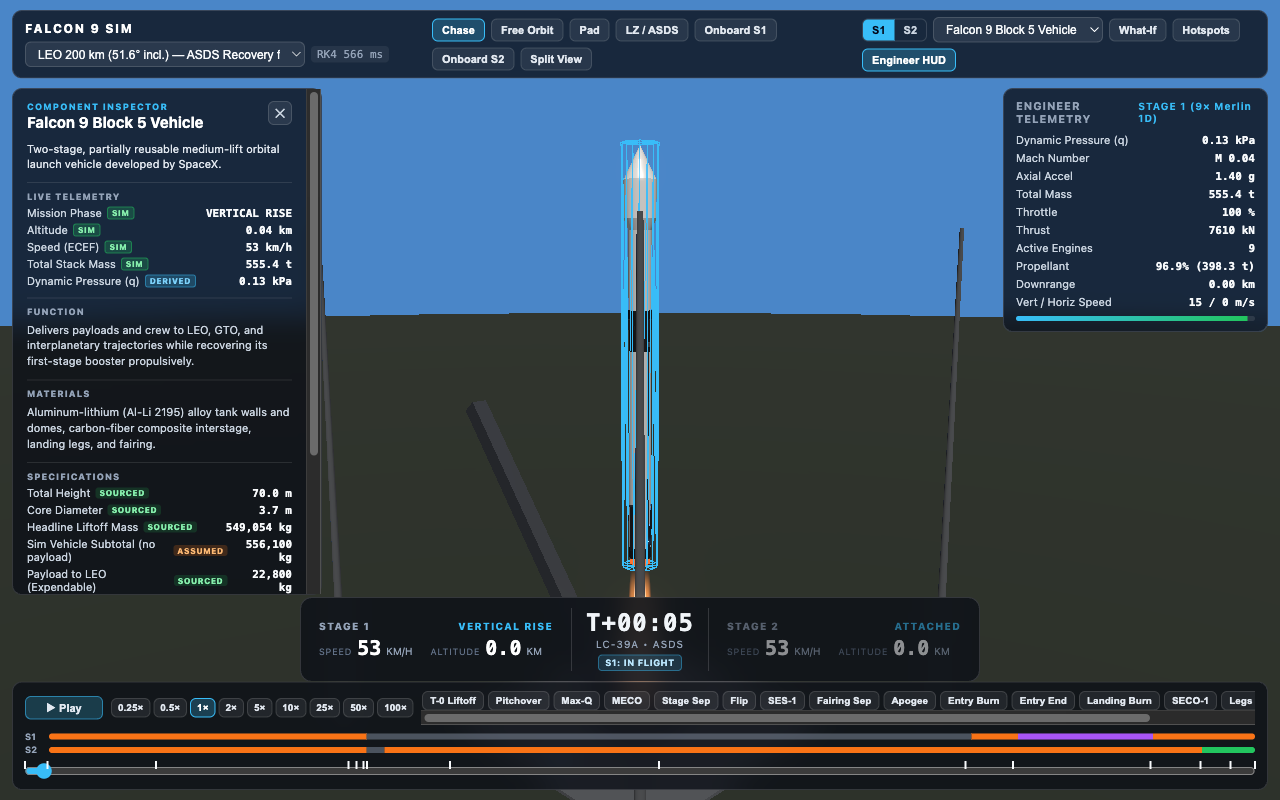 FALCON 9 SIM
LEO 200 km (51.6° incl.) — ASDS Recovery f
RK4 566 ms
Chase
Free Orbit
Pad
LZ / ASDS
Onboard S1
Onboard S2
Split View
S1
S2
Falcon 9 Block 5 Vehicle
What-If
Hotspots
Engineer HUD
COMPONENT INSPECTOR
Falcon 9 Block 5 Vehicle
Two-stage, partially reusable medium-lift orbital
launch vehicle developed by SpaceX.
LIVE TELEMETRY
Mission Phase SIM VERTICAL RISE
Altitude SIM 0.04 km
Speed (ECEF) SIM 53 km/h
Total Stack Mass SIM 555.4 t
Dynamic Pressure (q) DERIVED 0.13 kPa
FUNCTION
Delivers payloads and crew to LEO, GTO, and
interplanetary trajectories while recovering its
first-stage booster propulsively.
MATERIALS
Aluminum-lithium (Al-Li 2195) alloy tank walls and
domes, carbon-fiber composite interstage,
landing legs, and fairing.
SPECIFICATIONS
Total Height SOURCED 70.0 m
Core Diameter SOURCED 3.7 m
Headline Liftoff Mass SOURCED 549,054 kg
Sim Vehicle Subtotal (no
payload) ASSUMED 556,100
kg
Payload to LEO
(Expendable) SOURCED 22,800
kg
ENGINEER
TELEMETRY
STAGE 1 (9× Merlin
1D)
Dynamic Pressure (q) 0.13 kPa
Mach Number M 0.04
Axial Accel 1.40 g
Total Mass 555.4 t
Throttle 100 %
Thrust 7610 kN
Active Engines 9
Propellant 96.9% (398.3 t)
Downrange 0.00 km
Vert / Horiz Speed 15 / 0 m/s
STAGE 1 VERTICAL RISE
SPEED 53 KM/H ALTITUDE 0.0 KM
T+00:05
LC-39A • ASDS
S1: IN FLIGHT
STAGE 2 ATTACHED
SPEED 53 KM/H ALTITUDE 0.0 KM
Play
0.25×
0.5×
1×
2×
5×
10×
25×
50×
100×
T-0 Liftoff
Pitchover
Max-Q
MECO
Stage Sep
Flip
SES-1
Fairing Sep
Apogee
Entry Burn
Entry End
Landing Burn
SECO-1
Legs
S1
S2